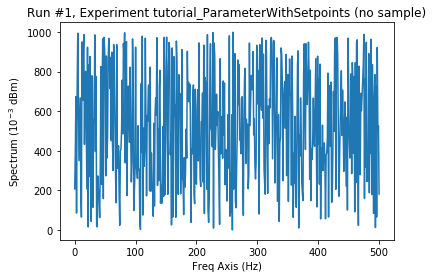 Run #1, Experiment tutorial_ParameterWithSetpoints (no sample)
1000
800
600
400
200
0
Spectrum (10⁻³ dBm)
0 100 200 300 400 500
Freq Axis (Hz)